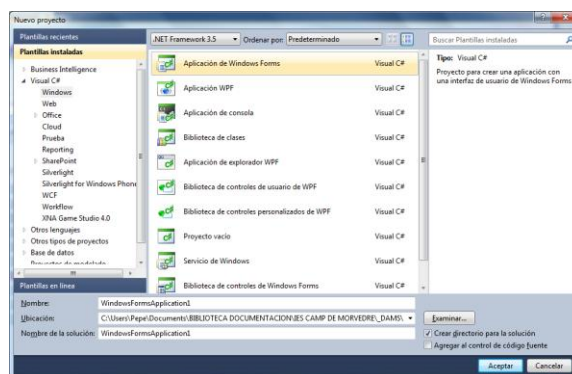 Nuevo proyecto
Plantillas recientes
Plantillas instaladas
Business Intelligence
Visual C#
Windows
Web
Office
Cloud
Prueba
Reporting
SharePoint
Silverlight
Silverlight for Windows Phone
WCF
Workflow
XNA Game Studio 4.0
Otros lenguajes
Otros tipos de proyectos
Base de datos
Proyectos de modelado
Plantillas en línea
.NET Framework 3.5 Ordenar por: Predeterminado
Aplicación de Windows Forms Visual C#
Aplicación WPF Visual C#
Aplicación de consola Visual C#
Biblioteca de clases Visual C#
Aplicación de explorador WPF Visual C#
Biblioteca de controles de usuario de WPF Visual C#
Biblioteca de controles personalizados de WPF Visual C#
Proyecto vacío Visual C#
Servicio de Windows Visual C#
Biblioteca de controles de Windows Forms Visual C#
Buscar Plantillas instaladas
Tipo: Visual C#
Proyecto para crear una aplicación con
una interfaz de usuario de Windows Forms
Nombre: WindowsFormsApplication1
Ubicación: C:\Users\Pepe\Documents\BIBLIOTECA DOCUMENTACION\IES CAMP DE MORVEDRE\_DAMS\ Examinar...
Nombre de la solución: WindowsFormsApplication1
Crear directorio para la solución
Agregar al control de código fuente
Aceptar Cancelar